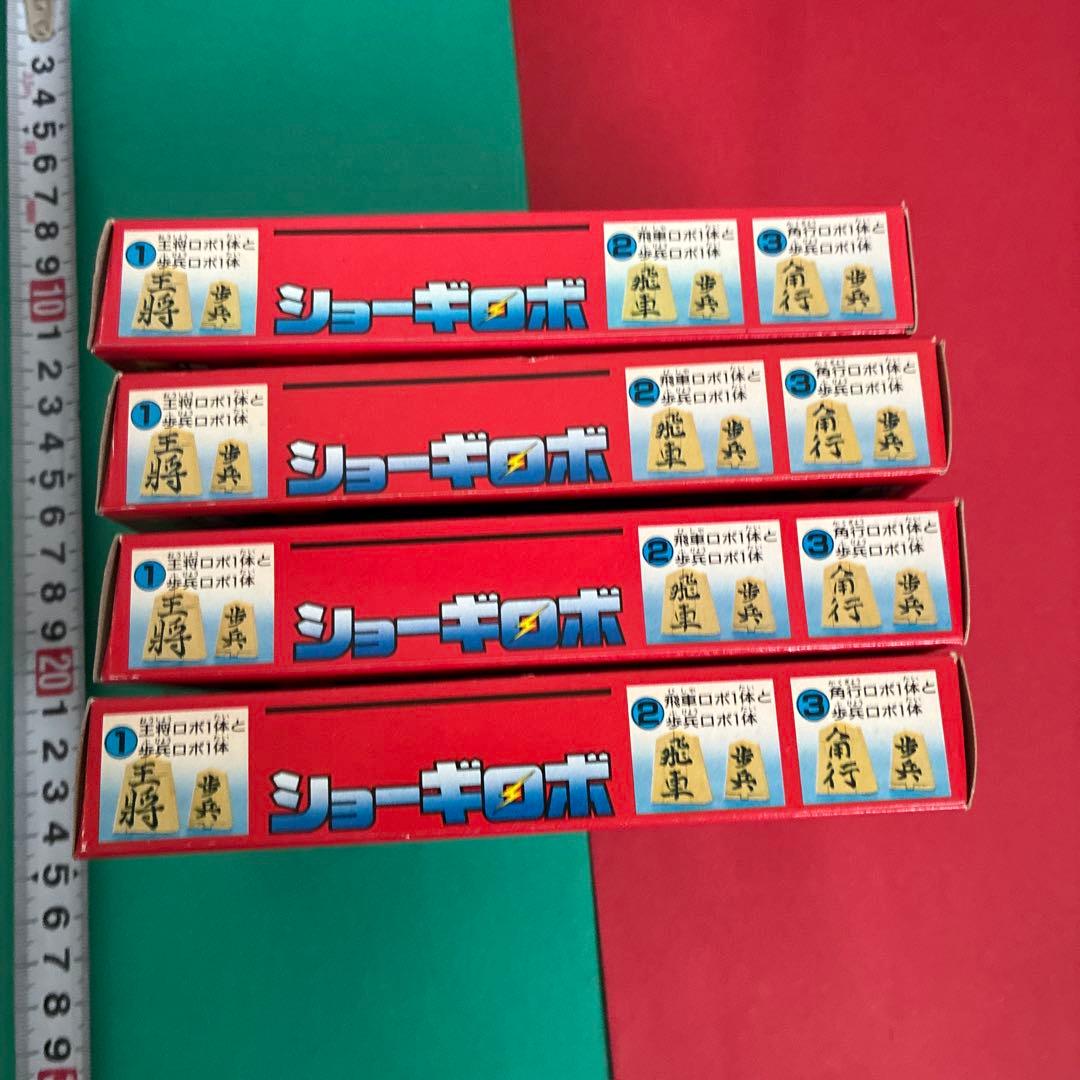 3
4
5
6
7
8
9
10
1
2
3
4
5
6
7
8
9
20
1
2
3
4
5
6
7
8
9
1
王将ロボ1体と
歩兵ロボ1体
王将
歩兵
ショーギロボ
2
飛車ロボ1体と
歩兵ロボ1体
飛車
歩兵
3
角行ロボ1体と
歩兵ロボ1体
角行
歩兵
1
王将ロボ1体と
歩兵ロボ1体
王将
歩兵
ショーギロボ
2
飛車ロボ1体と
歩兵ロボ1体
飛車
歩兵
3
角行ロボ1体と
歩兵ロボ1体
角行
歩兵
1
王将ロボ1体と
歩兵ロボ1体
王将
歩兵
ショーギロボ
2
飛車ロボ1体と
歩兵ロボ1体
飛車
歩兵
3
角行ロボ1体と
歩兵ロボ1体
角行
歩兵
1
王将ロボ1体と
歩兵ロボ1体
王将
歩兵
ショーギロボ
2
飛車ロボ1体と
歩兵ロボ1体
飛車
歩兵
3
角行ロボ1体と
歩兵ロボ1体
角行
歩兵